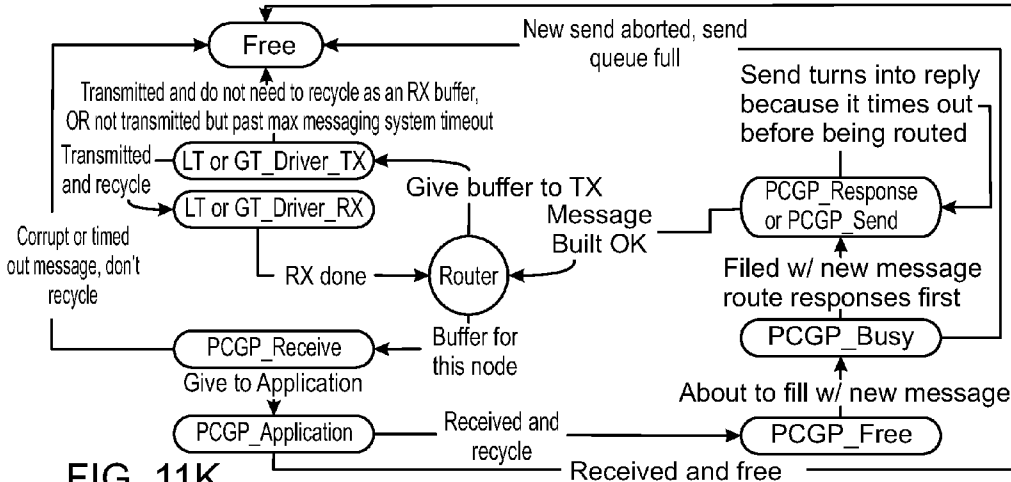 Free
New send aborted, send
queue full
Transmitted and do not need to recycle as an RX buffer,
OR not transmitted but past max messaging system timeout
Send turns into reply
because it times out
before being routed
Transmitted
and recycle
LT or GT_Driver_TX
LT or GT_Driver_RX
Give buffer to TX
Message
Built OK
PCGP_Response
or PCGP_Send
Corrupt or timed
out message, don't
recycle
RX done
Router
Filed w/ new message
route responses first
PCGP_Receive
Buffer for
this node
PCGP_Busy
Give to Application
About to fill w/ new message
PCGP_Application
Received and
recycle
PCGP_Free
Received and free
FIG. 11K